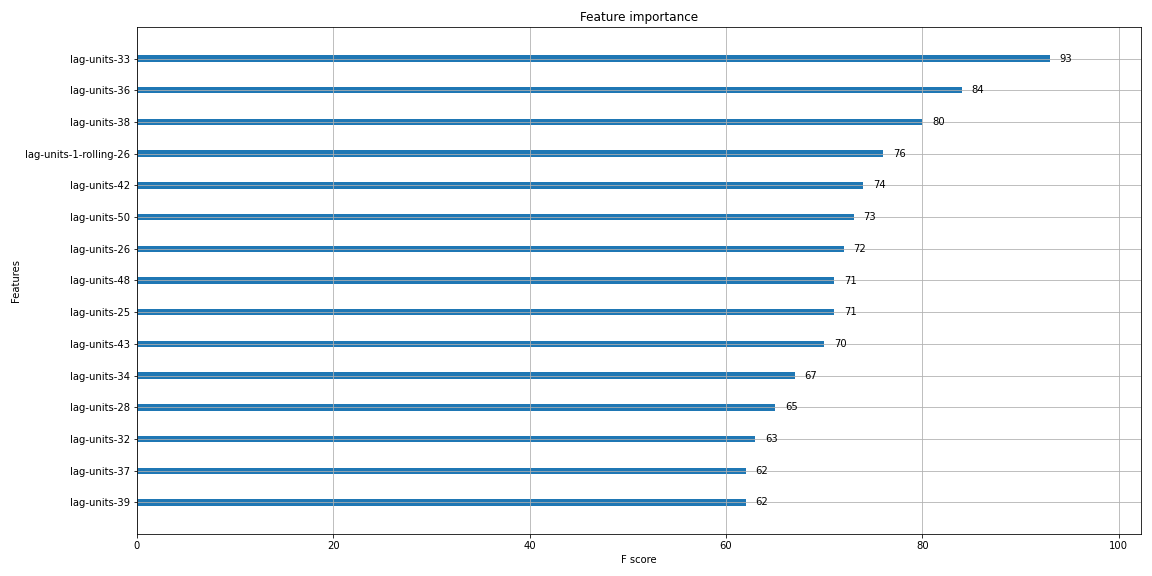 Feature importance
Features
lag-units-33 93
lag-units-36 84
lag-units-38 80
lag-units-1-rolling-26 76
lag-units-42 74
lag-units-50 73
lag-units-26 72
lag-units-48 71
lag-units-25 71
lag-units-43 70
lag-units-34 67
lag-units-28 65
lag-units-32 63
lag-units-37 62
lag-units-39 62
0 20 40 60 80 100
F score